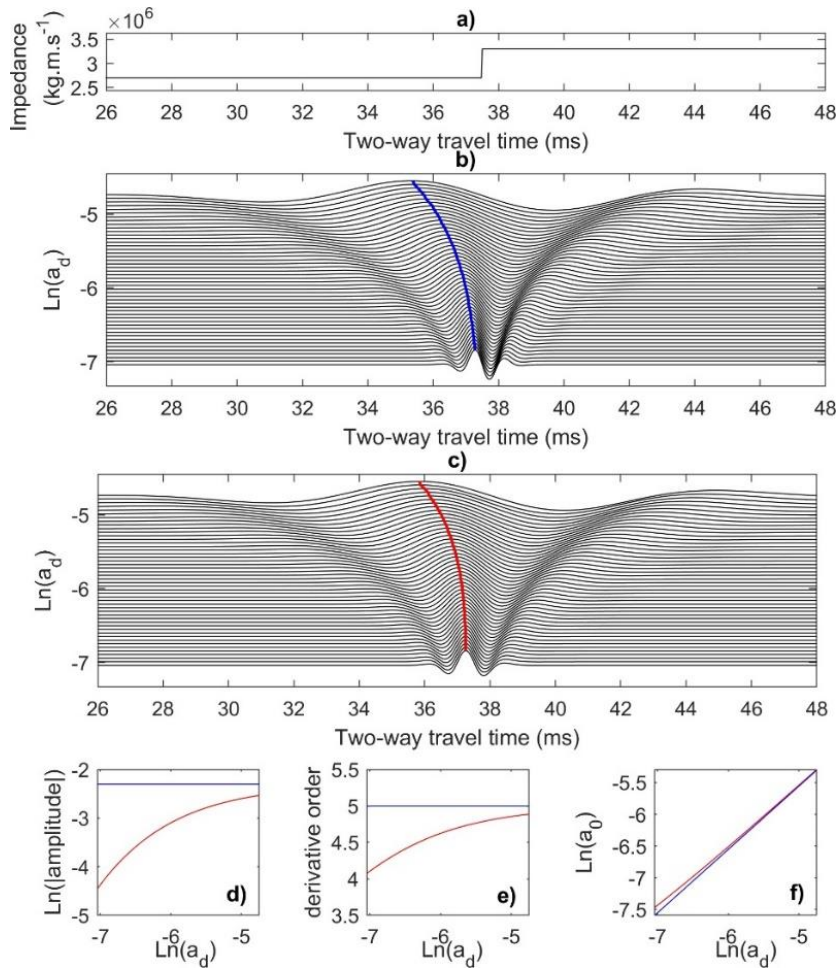 a)
×10⁶
Impedance
(kg.m.s⁻¹)
3.5
3
2.5
26 28 30 32 34 36 38 40 42 44 46 48
Two-way travel time (ms)
b)
Ln(a_d)
-5
-6
-7
26 28 30 32 34 36 38 40 42 44 46 48
Two-way travel time (ms)
c)
Ln(a_d)
-5
-6
-7
26 28 30 32 34 36 38 40 42 44 46 48
Two-way travel time (ms)
Ln(|amplitude|)
-2
-3
-4
-5
d)
-7 -6 -5
Ln(a_d)
derivative order
5.5
5
4.5
4
3.5
e)
-7 -6 -5
Ln(a_d)
Ln(a_0)
-5.5
-6
-6.5
-7
-7.5
f)
-7 -6 -5
Ln(a_d)